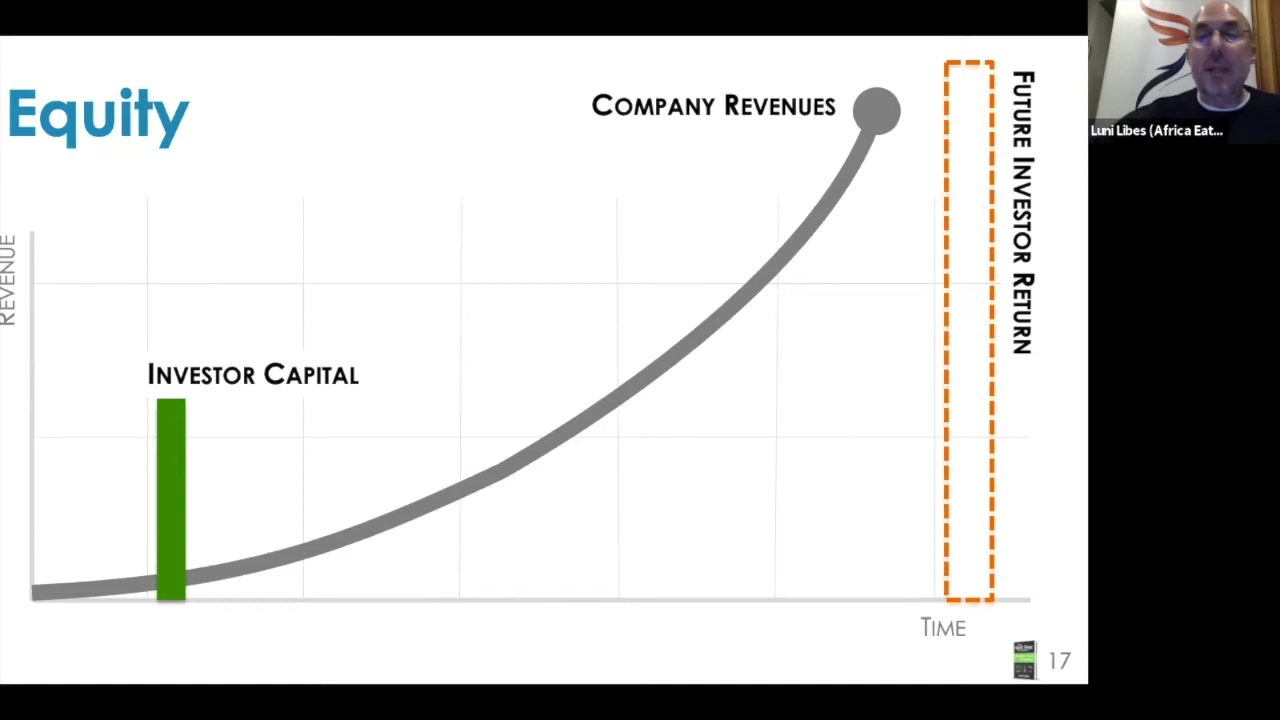 Equity
COMPANY REVENUES
FUTURE INVESTOR RETURN
Luni Libes (Africa Eat...
REVENUE
INVESTOR CAPITAL
TIME
17